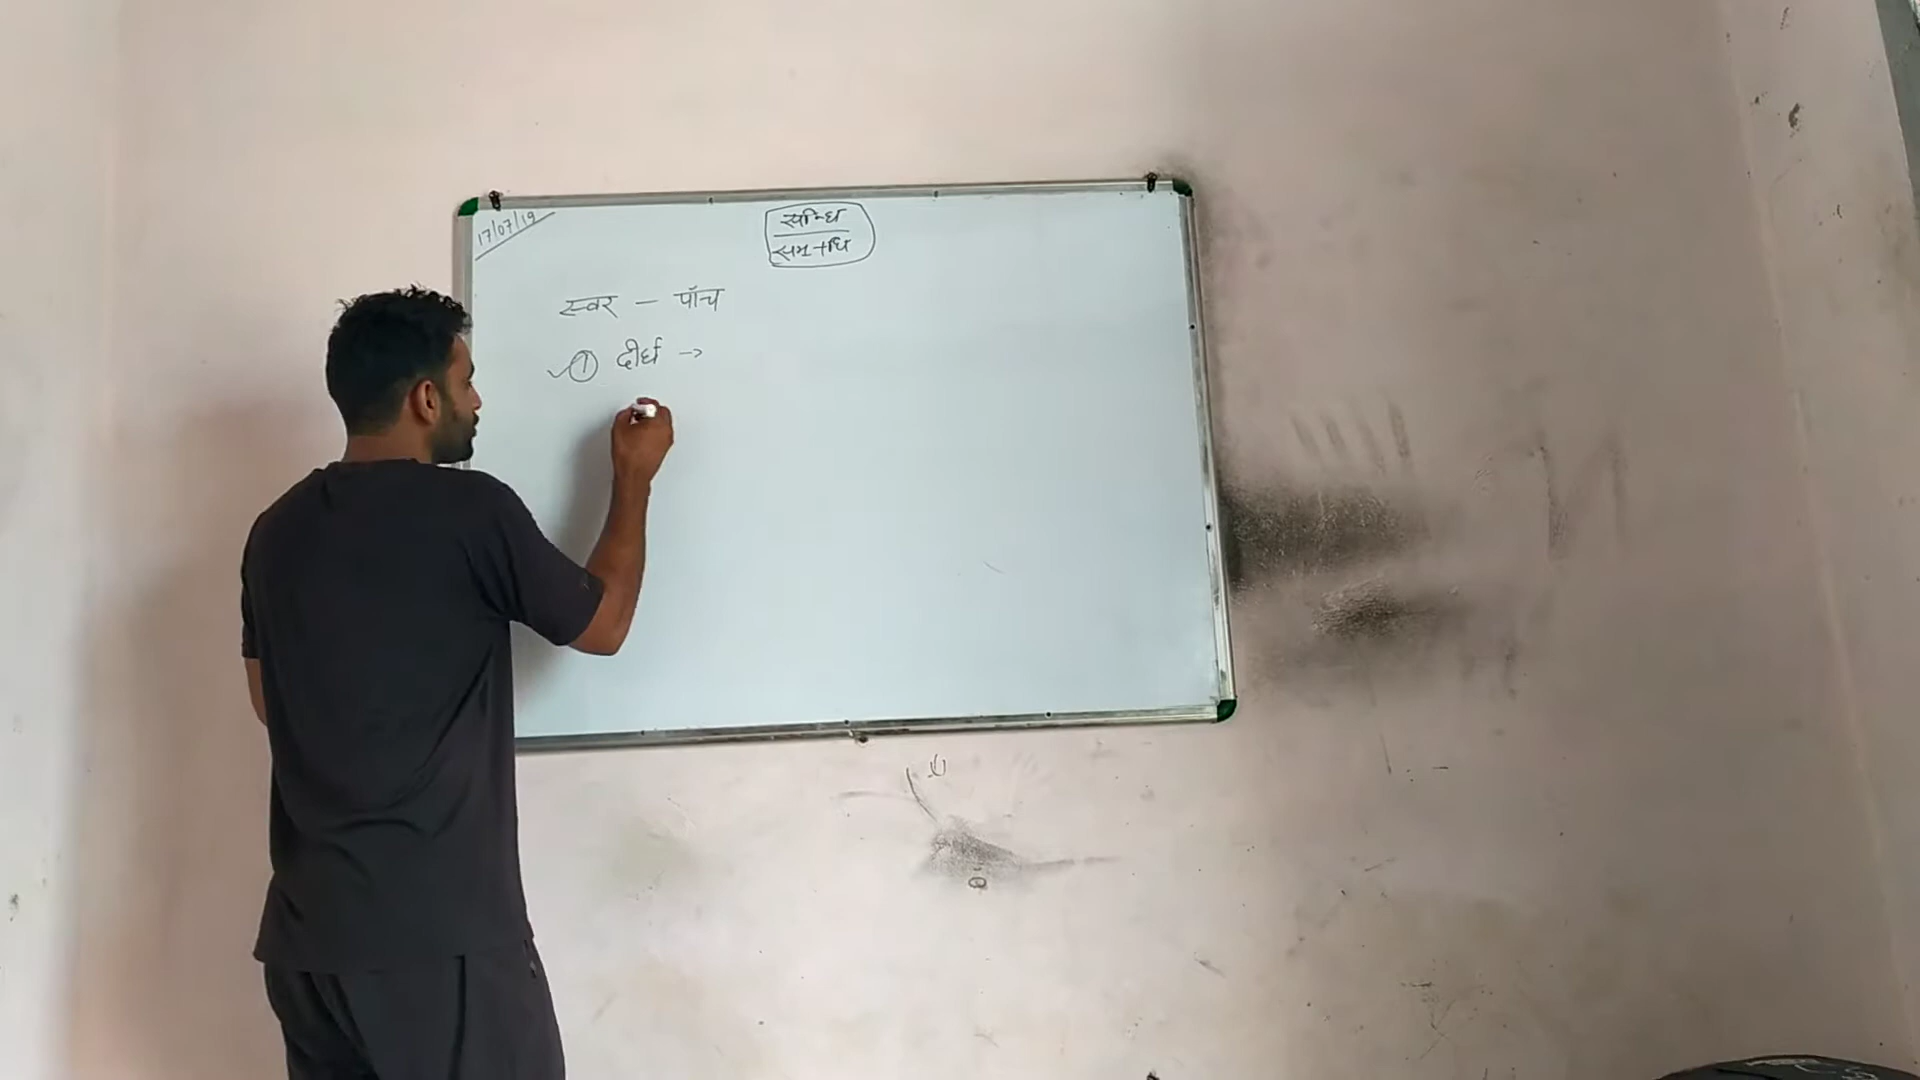 17/07/19
सन्धि
सम्+धि
स्वर – पाँच
① दीर्घ →